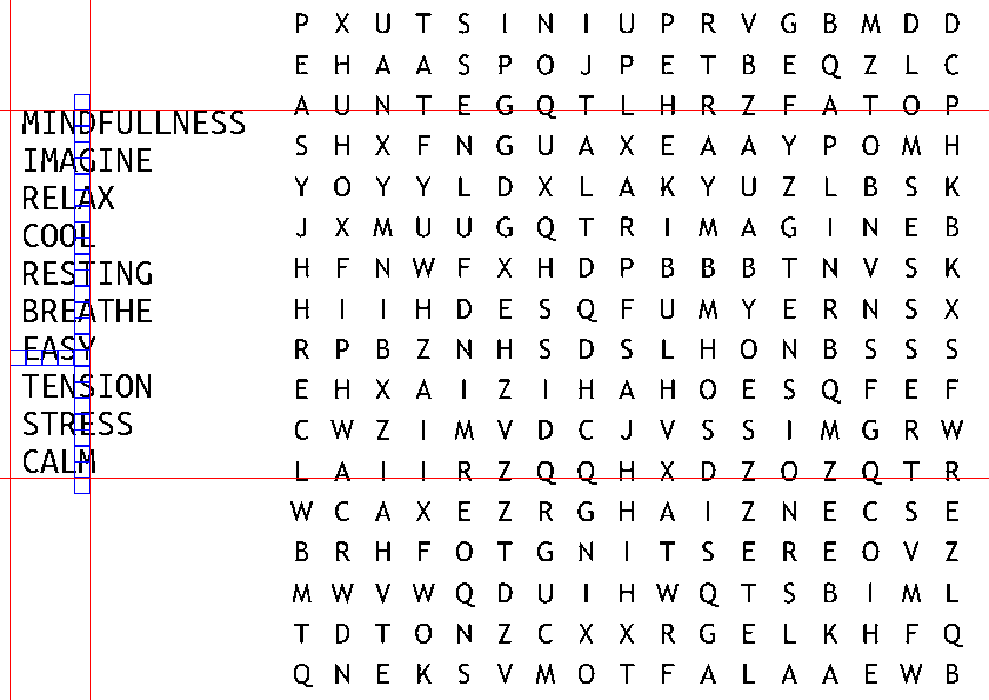 P X U T S I N I U P R V G B M D D
E H A A S P O J P E T B E Q Z L C
A U N T E G Q T L H R Z F A T O P
MINDFULLNESS
S H X F N G U A X E A A Y P O M H
IMAGINE
Y O Y Y L D X L A K Y U Z L B S K
RELAX
J X M U U G Q T R I M A G I N E B
COOL
H F N W F X H D P B B B T N V S K
RESTING
H I I H D E S Q F U M Y E R N S X
BREATHE
R P B Z N H S D S L H O N B S S S
EASY
E H X A I Z I H A H O E S Q F E F
TENSION
C W Z I M V D C J V S S I M G R W
STRESS
L A I I R Z Q Q H X D Z O Z Q T R
CALM
W C A X E Z R G H A I Z N E C S E
B R H F O T G N I T S E R E O V Z
M W V W Q D U I H W Q T S B I M L
T D T O N Z C X X R G E L K H F Q
Q N E K S V M O T F A L A A E W B